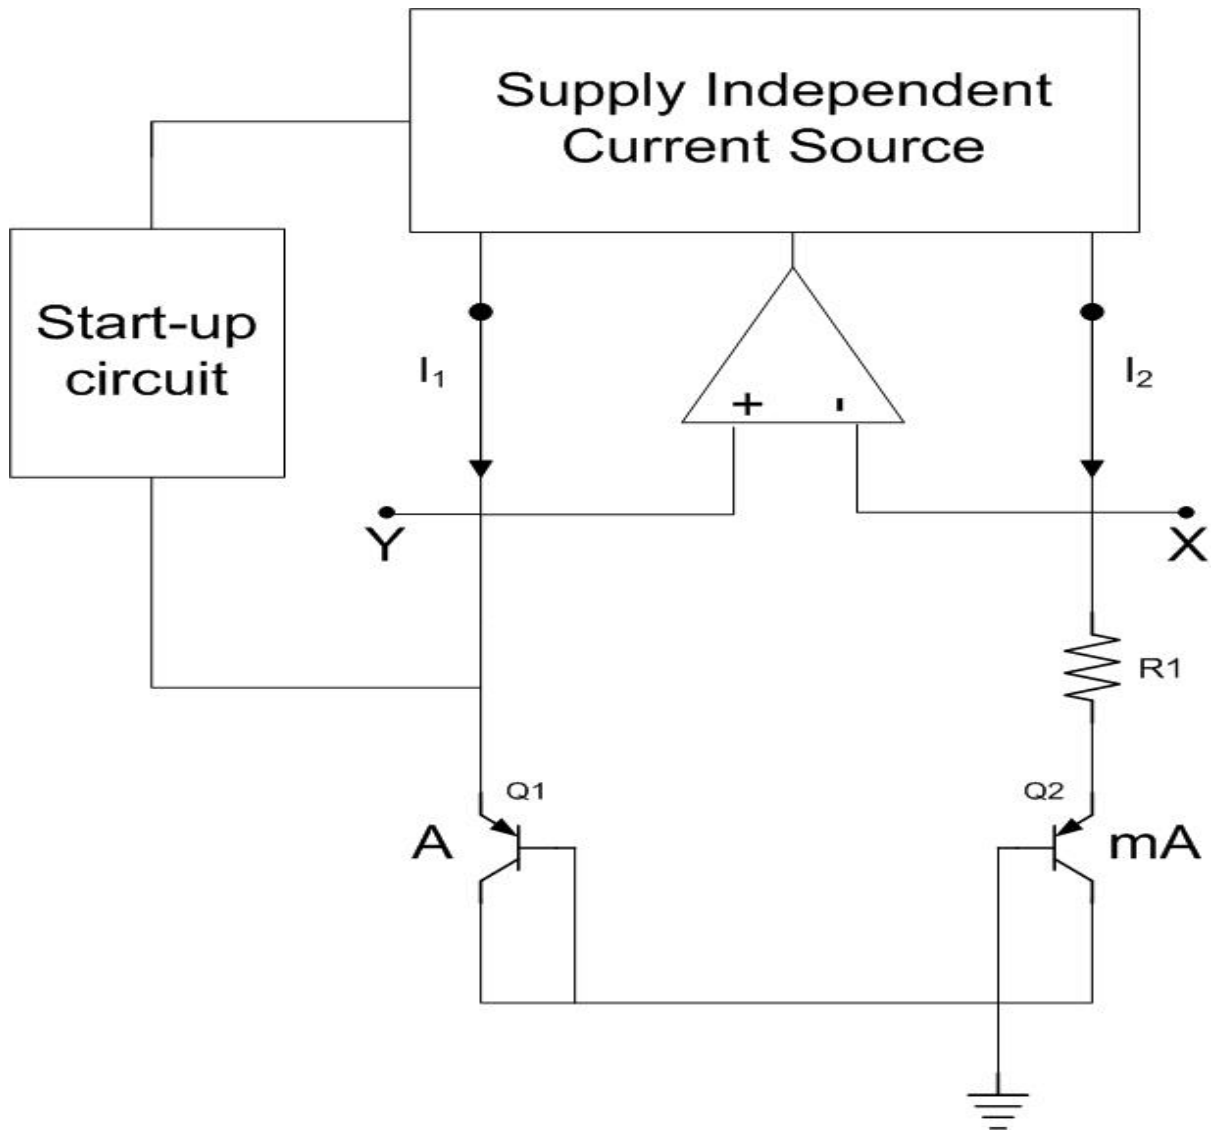 Supply Independent
Current Source
Start-up
circuit
I₁
I₂
+ -
Y
X
R1
Q1
Q2
A
mA